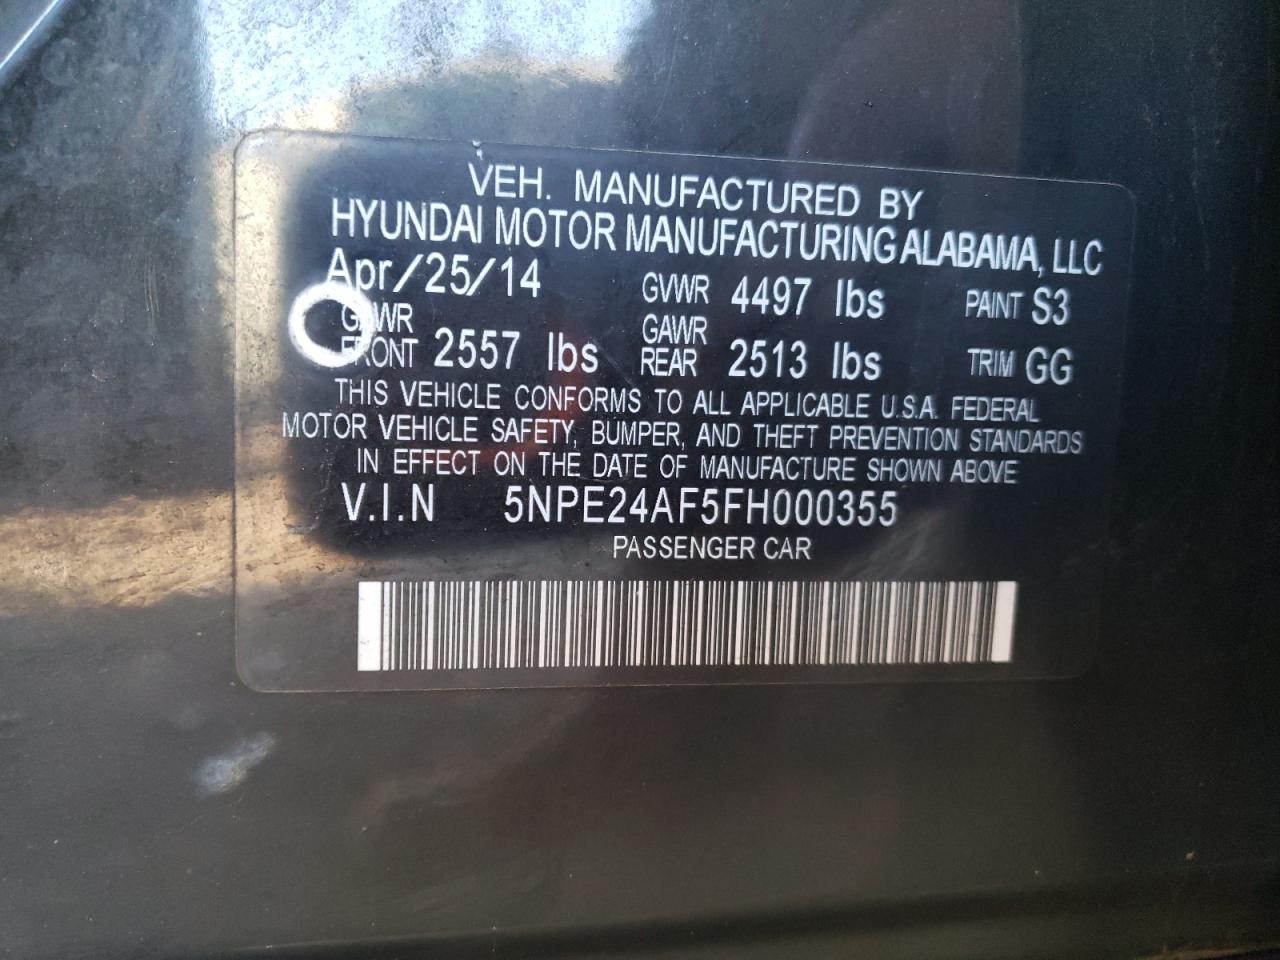 VEH. MANUFACTURED BY
HYUNDAI MOTOR MANUFACTURING ALABAMA, LLC
Apr/25/14 GVWR 4497 lbs PAINT S3
GAWR FRONT 2557 lbs GAWR REAR 2513 lbs TRIM GG
THIS VEHICLE CONFORMS TO ALL APPLICABLE U.S.A. FEDERAL
MOTOR VEHICLE SAFETY, BUMPER, AND THEFT PREVENTION STANDARDS
IN EFFECT ON THE DATE OF MANUFACTURE SHOWN ABOVE
V.I.N 5NPE24AF5FH000355
PASSENGER CAR